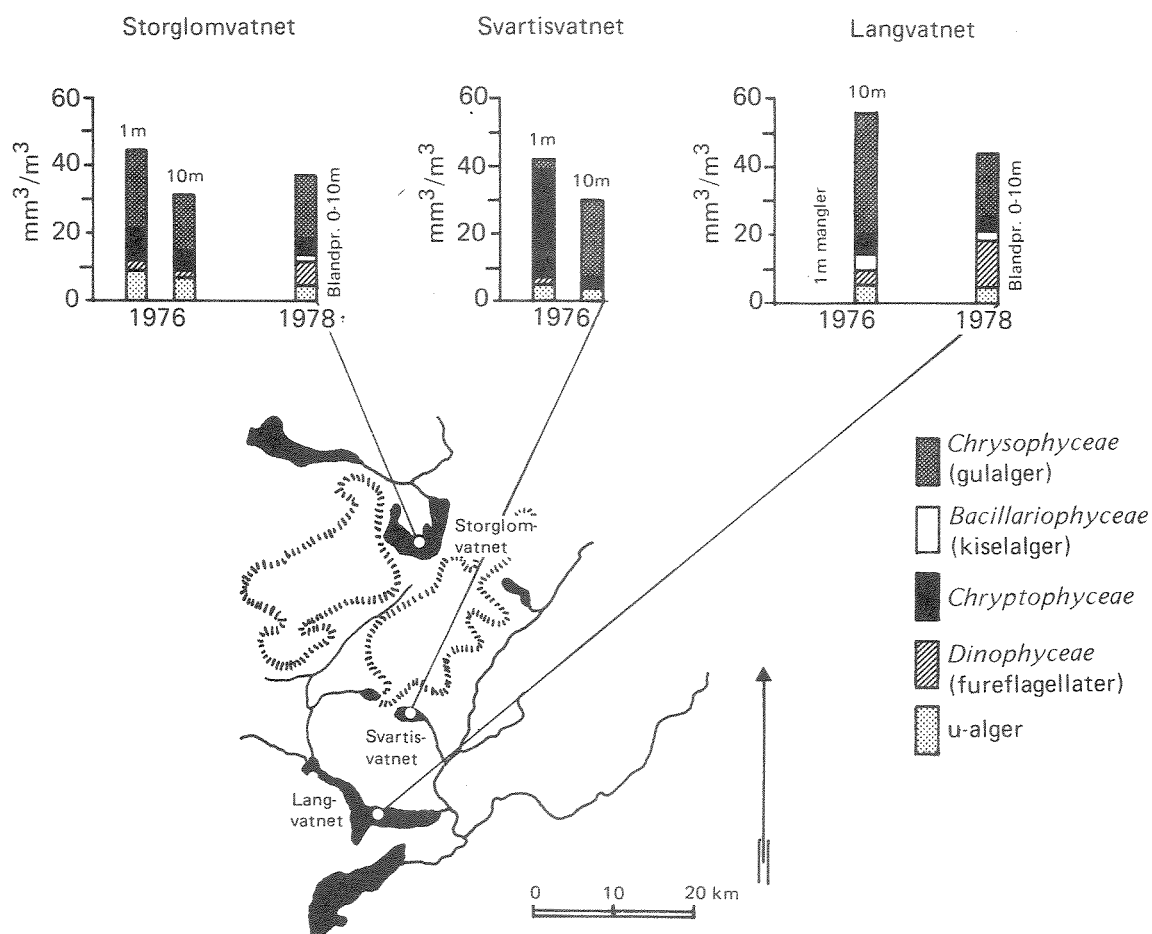 Storglomvatnet
Svartisvatnet
Langvatnet
60
40
20
0
mm³/m³
1m
10m
Blandpr. 0-10m
1976
1978
60
40
20
0
mm³/m³
1m
10m
1976
60
40
20
0
mm³/m³
1m mangler
10m
Blandpr. 0-10m
1976
1978
Storglom-
vatnet
Svartis-
vatnet
Lang-
vatnet
Chrysophyceae
(gulalger)
Bacillariophyceae
(kiselalger)
Chryptophyceae
Dinophyceae
(fureflagellater)
u-alger
0 10 20 km